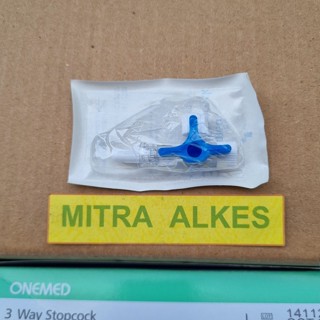 MITRA ALKES
ONEMED
3 Way Stopcock